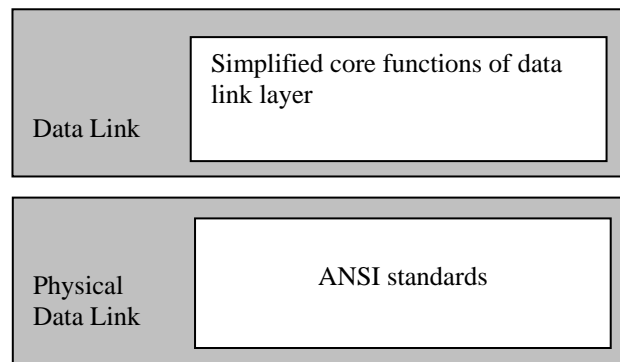 Simplified core functions of data
link layer
Data Link
ANSI standards
Physical
Data Link